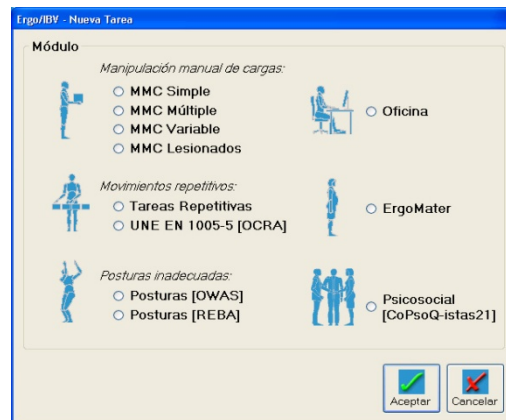 Ergo/IBV - Nueva Tarea
Módulo
Manipulación manual de cargas:
MMC Simple
MMC Múltiple
MMC Variable
MMC Lesionados
Oficina
Movimientos repetitivos:
Tareas Repetitivas
UNE EN 1005-5 [OCRA]
ErgoMater
Posturas inadecuadas:
Posturas [OWAS]
Posturas [REBA]
Psicosocial
[CoPsoQ-istas21]
Aceptar
Cancelar